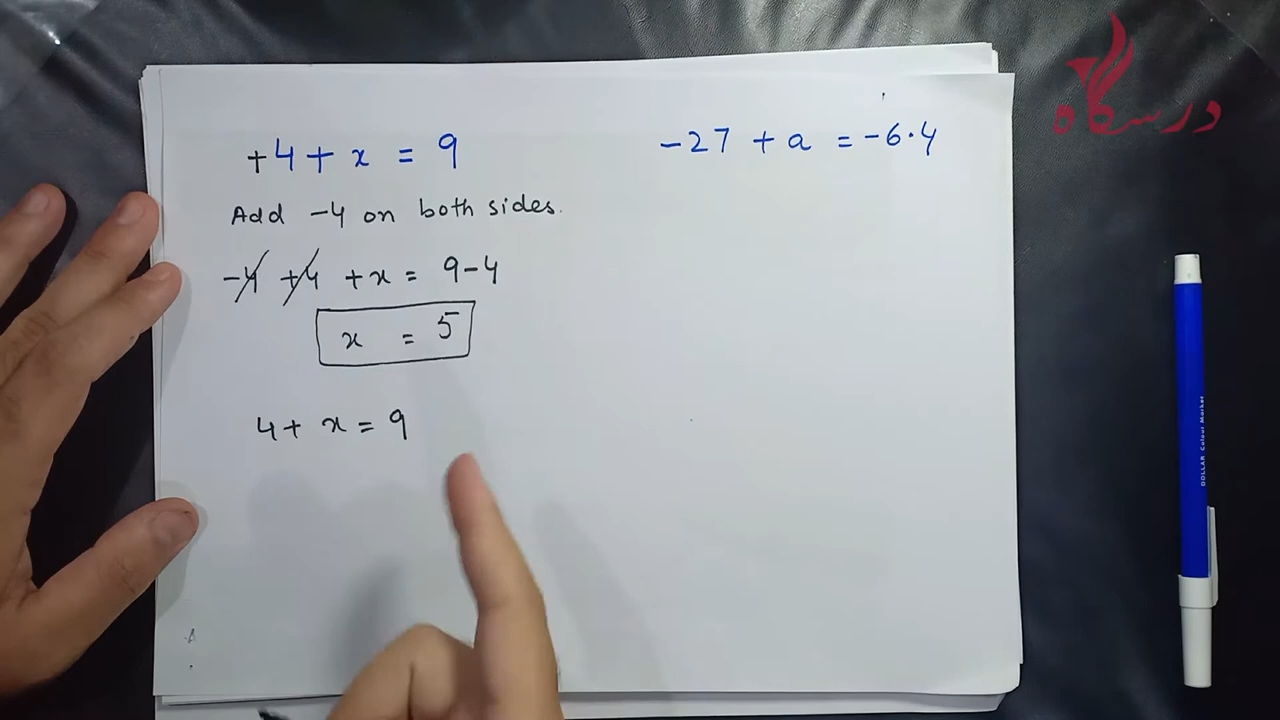 +4 + x = 9
Add -4 on both sides.
-4 +4 + x = 9-4
x = 5
4 + x = 9
-27 + a = -6.4
درسگاہ
DOLLAR Colour Marker